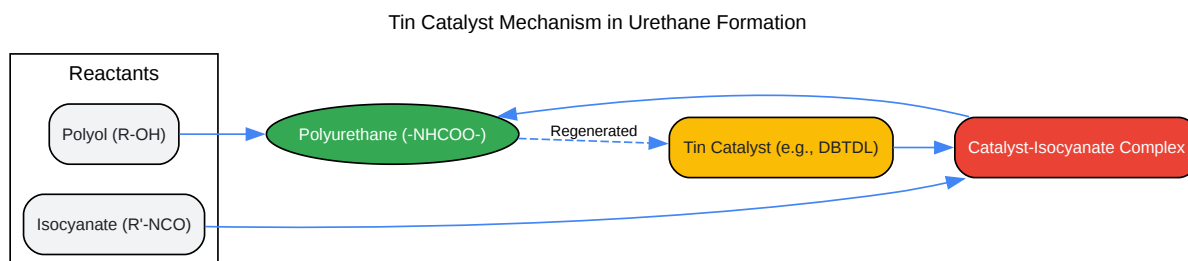 Tin Catalyst Mechanism in Urethane Formation
Reactants
Polyol (R-OH)
Polyurethane (-NHCOO-)
Regenerated
Tin Catalyst (e.g., DBTDL)
Catalyst-Isocyanate Complex
Isocyanate (R'-NCO)